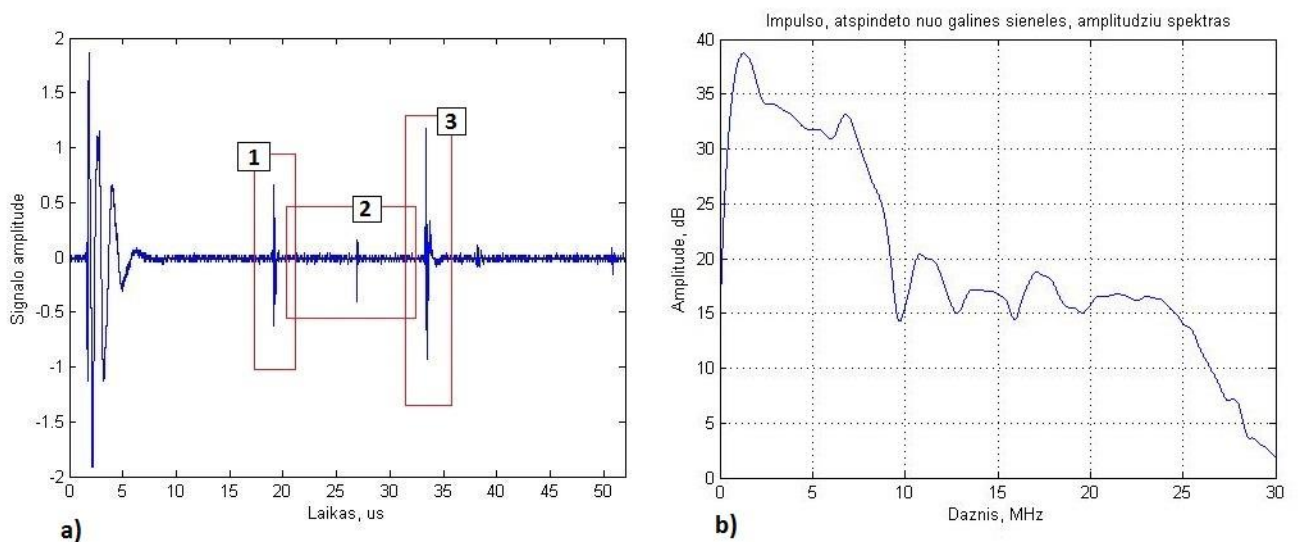 2
1.5
1
0.5
0
-0.5
-1
-1.5
-2
Signalo amplitude
1
2
3
0 5 10 15 20 25 30 35 40 45 50
Laikas, us
a)
Impulso, atspindeto nuo galines sieneles, amplitudziu spektras
40
35
30
25
20
15
10
5
0
Amplitude, dB
0 5 10 15 20 25 30
Daznis, MHz
b)